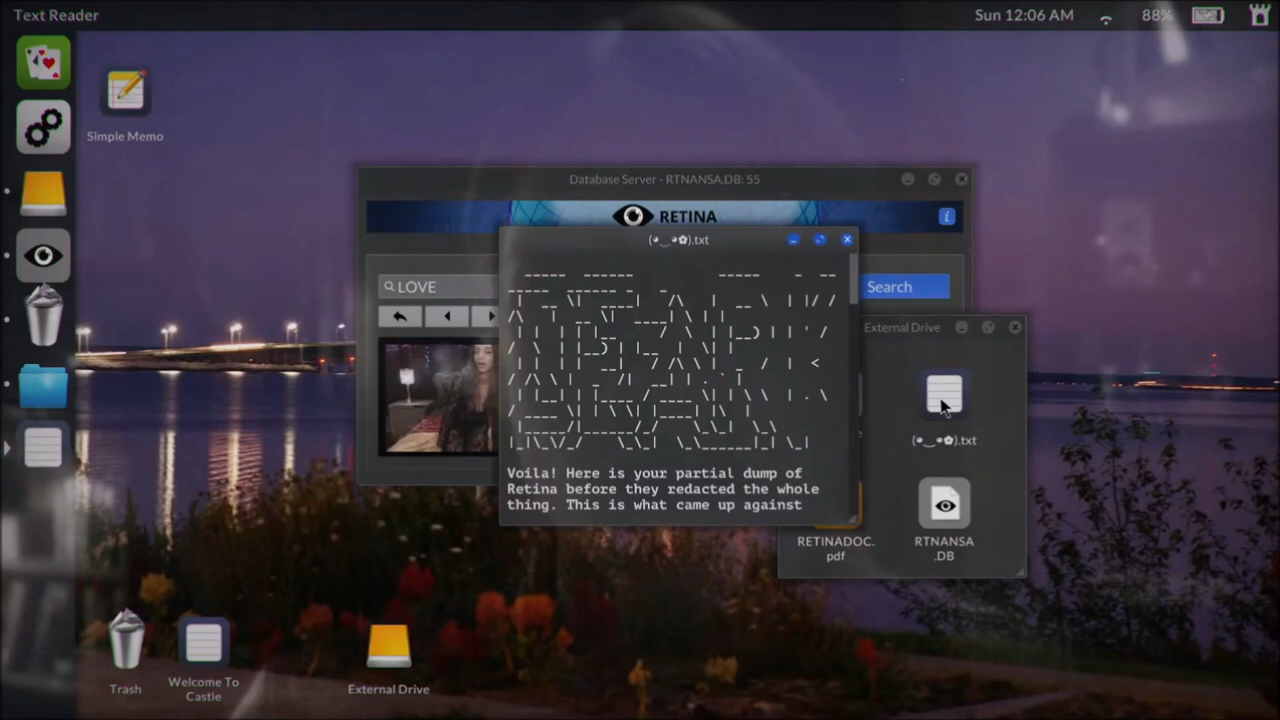 Text Reader
Sun 12:06 AM
88%
Simple Memo
Database Server - RTNANSA.DB: 55
RETINA
i
(◕‿◕✿).txt
LOVE
Search
External Drive
(◕‿◕✿).txt
Voila! Here is your partial dump of
Retina before they redacted the whole
thing. This is what came up against
RETINADOC.
pdf
RTNANSA
.DB
Trash
Welcome To
Castle
External Drive